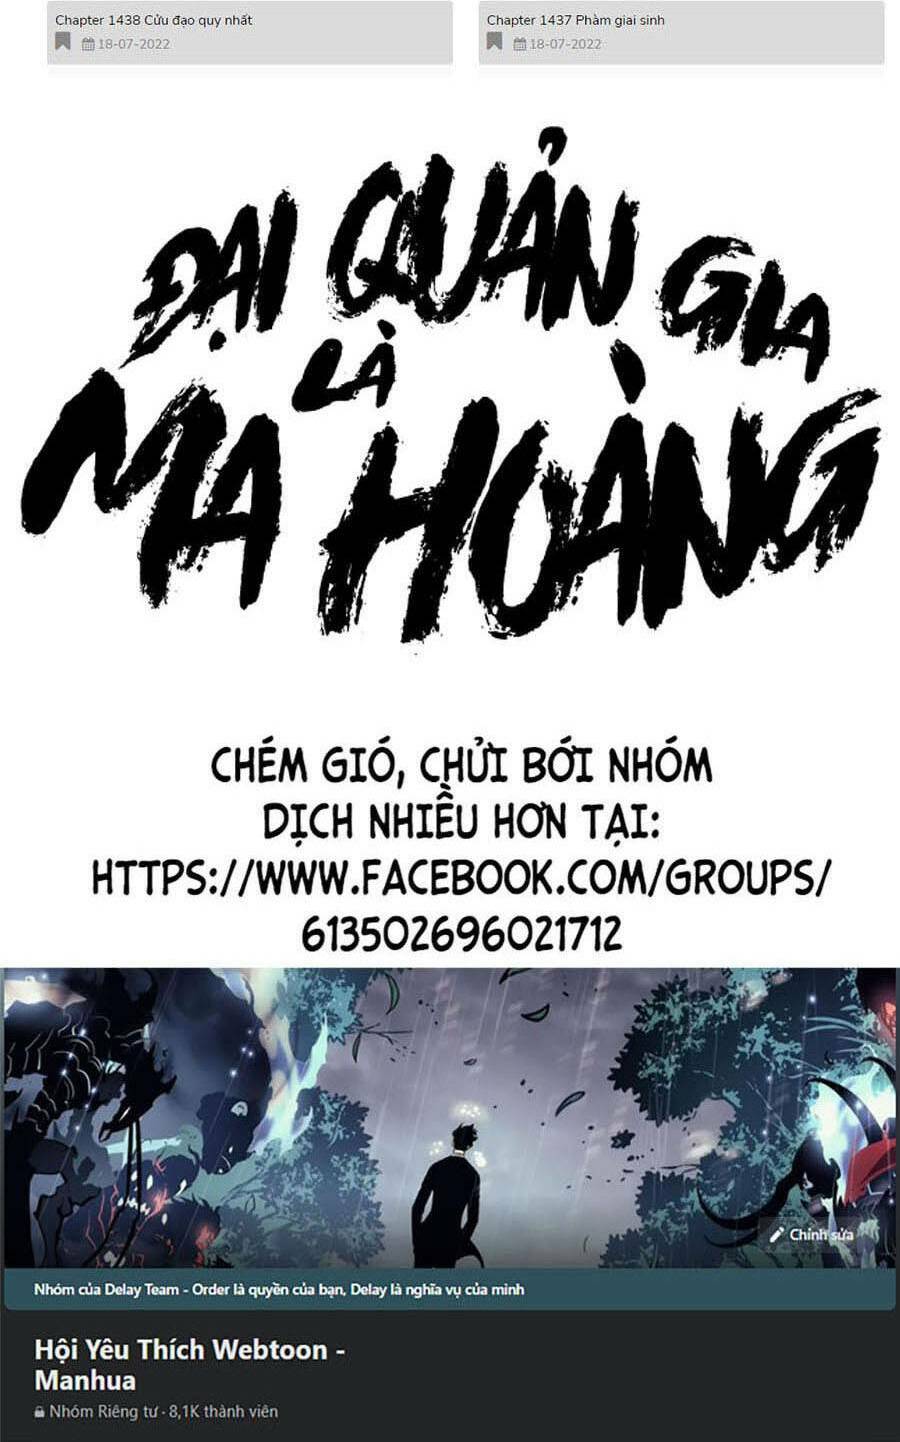 Chapter 1438 Cửu đạo quy nhất
18-07-2022
Chapter 1437 Phàm giai sinh
18-07-2022
ĐẠI QUẢN GIA
LÀ
MA HOÀNG
CHÉM GIÓ, CHỬI BỚI NHÓM
DỊCH NHIỀU HƠN TẠI:
HTTPS://WWW.FACEBOOK.COM/GROUPS/
613502696021712
Chỉnh sửa
Nhóm của Delay Team - Order là quyền của bạn, Delay là nghĩa vụ của mình
Hội Yêu Thích Webtoon -
Manhua
Nhóm Riêng tư · 8,1K thành viên